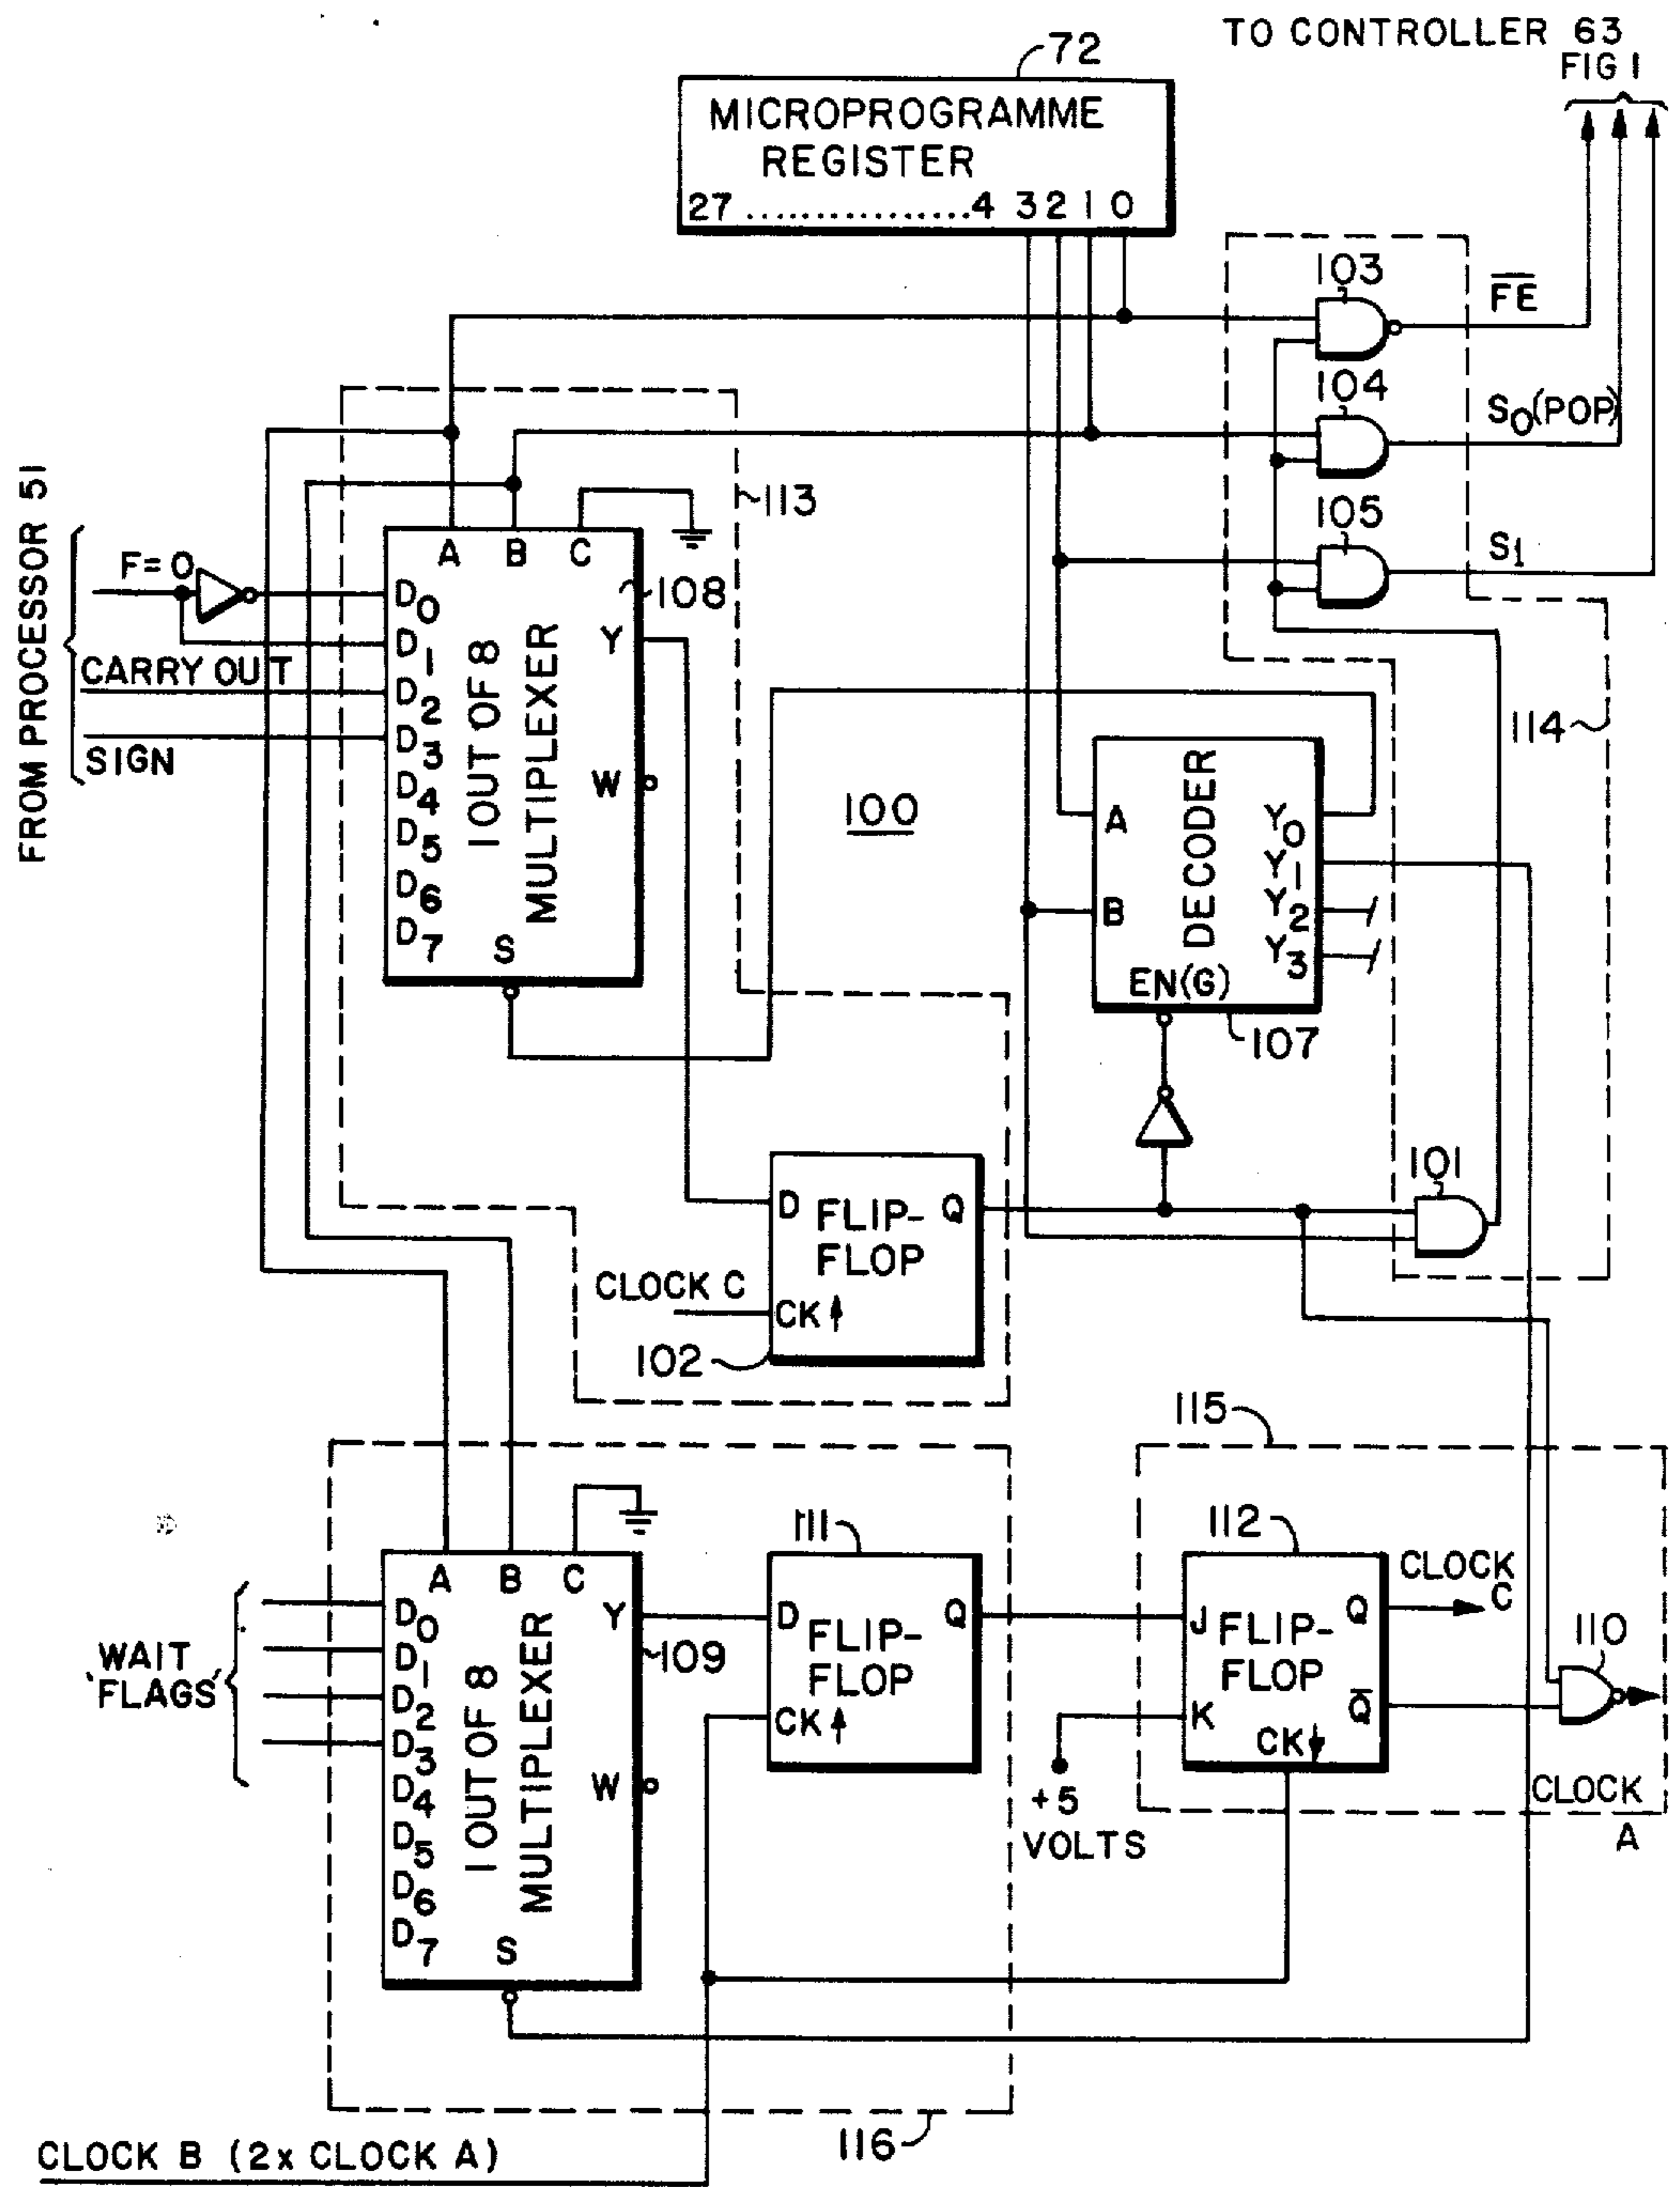 TO CONTROLLER 63
FIG 1
72
MICROPROGRAMME
REGISTER
27 ................4 3 2 1 0
103
F̅E̅
104
S0 (POP)
105
S1
113
114
FROM PROCESSOR 51
F=0
CARRY OUT
SIGN
A B C
D0
D1
D2
D3
D4
D5
D6
D7
1 OUT OF 8
MULTIPLEXER
Y
W
S
108
100
A
B
DECODER
Y0
Y1
Y2
Y3
EN(G)
107
101
D
FLIP-
FLOP
Q
CK↑
CLOCK C
102
115
116
A B C
D0
D1
D2
D3
D4
D5
D6
D7
1 OUT OF 8
MULTIPLEXER
Y
W
S
109
WAIT
'FLAGS'
111
D
FLIP-
FLOP
Q
CK↑
112
J
FLIP-
FLOP
K
Q
Q̅
CK↓
CLOCK
C
110
+5
VOLTS
CLOCK
A
CLOCK B (2x CLOCK A)